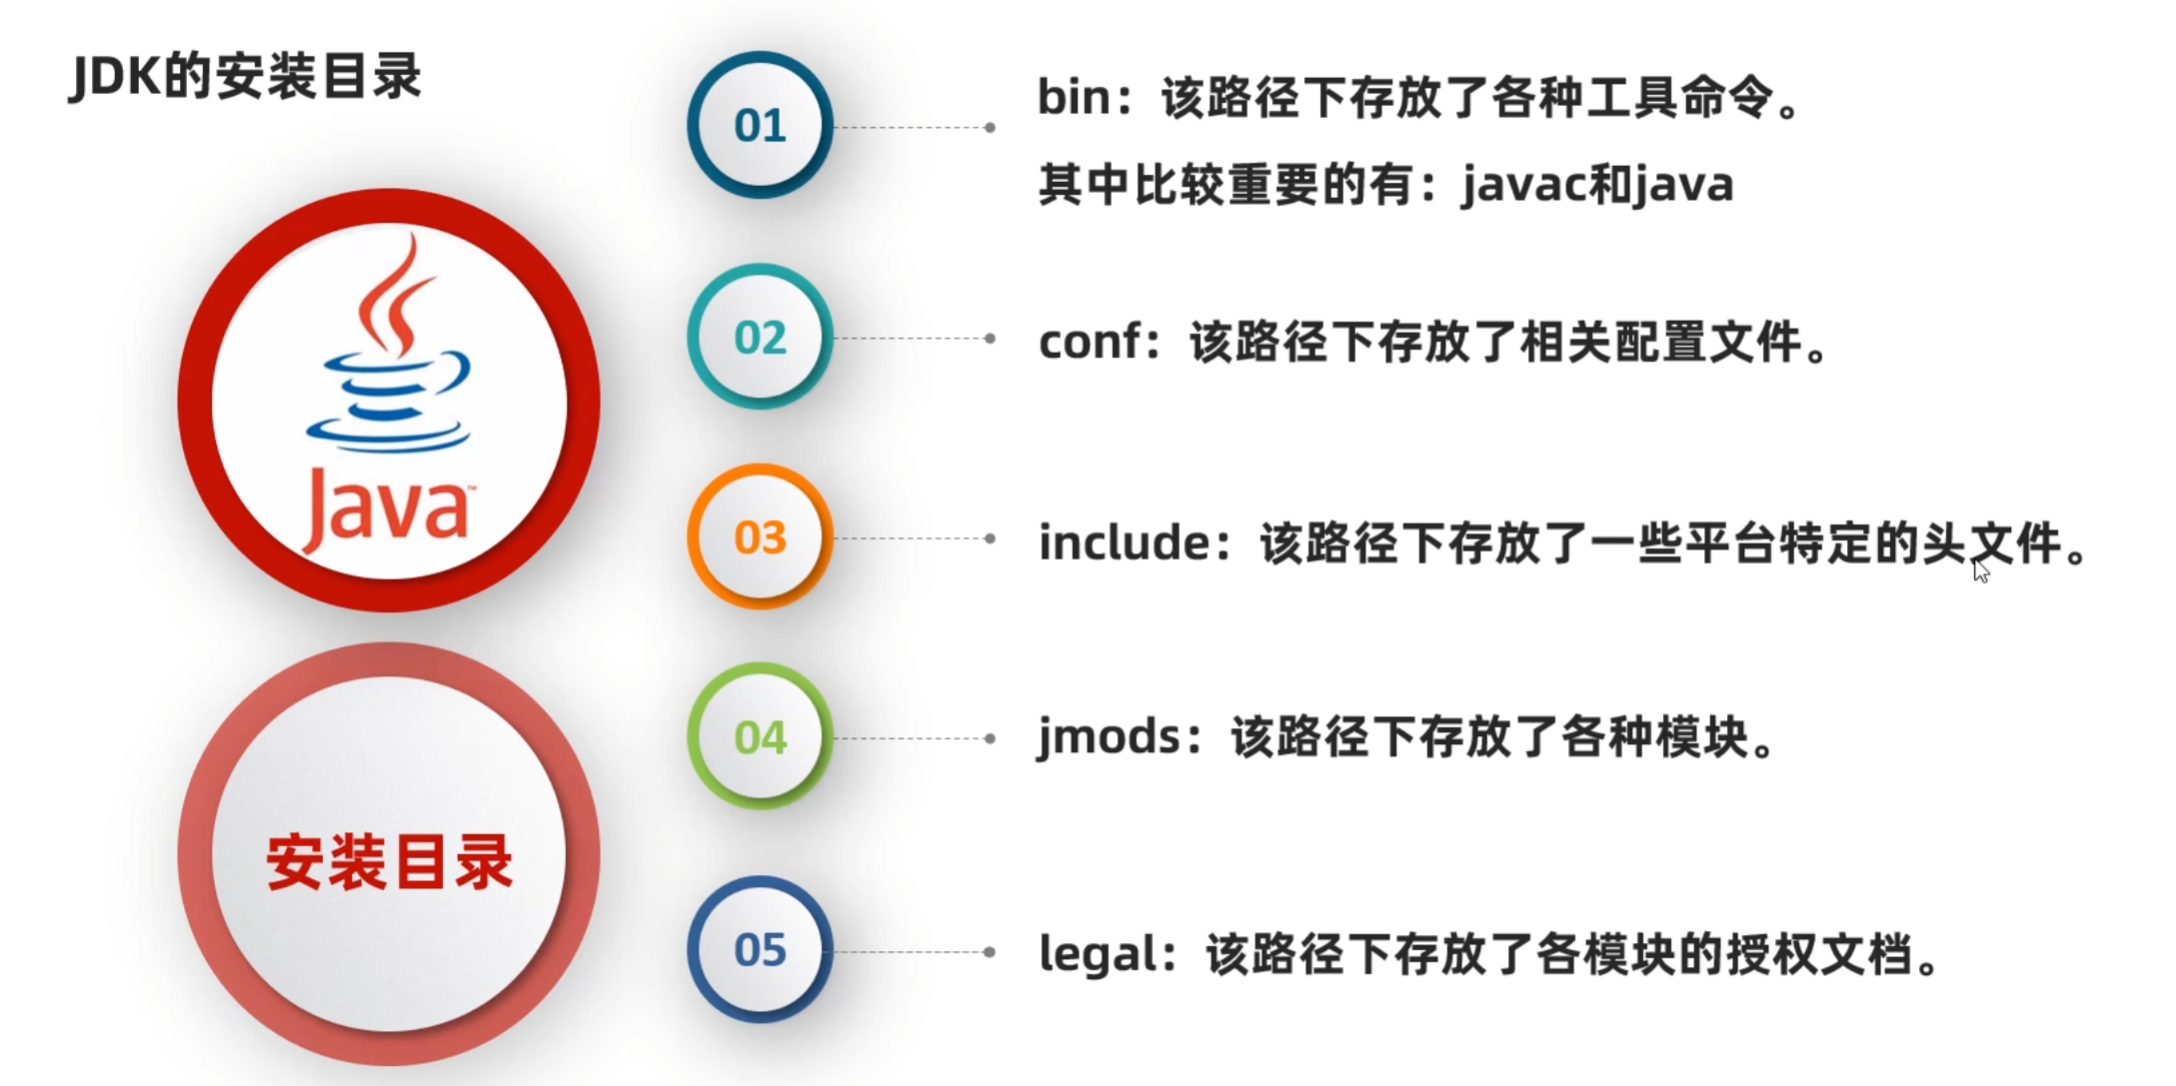 JDK的安装目录
Java™
安装目录
01
bin：该路径下存放了各种工具命令。
其中比较重要的有：javac和java
02
conf：该路径下存放了相关配置文件。
03
include：该路径下存放了一些平台特定的头文件。
04
jmods：该路径下存放了各种模块。
05
legal：该路径下存放了各模块的授权文档。